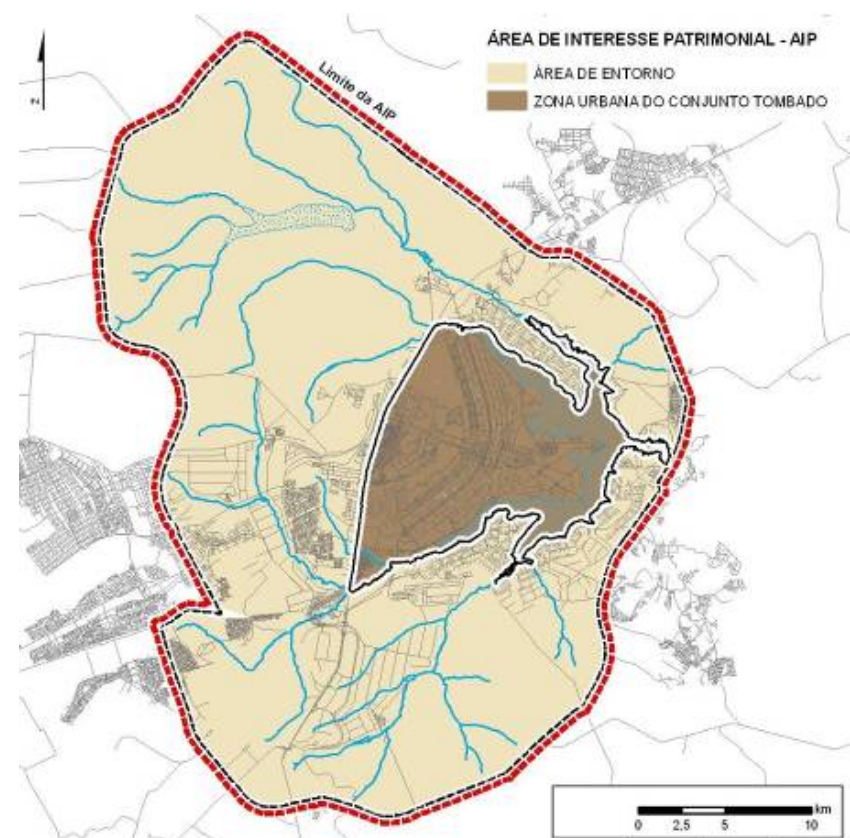 ÁREA DE INTERESSE PATRIMONIAL - AIP
ÁREA DE ENTORNO
ZONA URBANA DO CONJUNTO TOMBADO
Limite da AIP
N
km
0 2,5 5 10